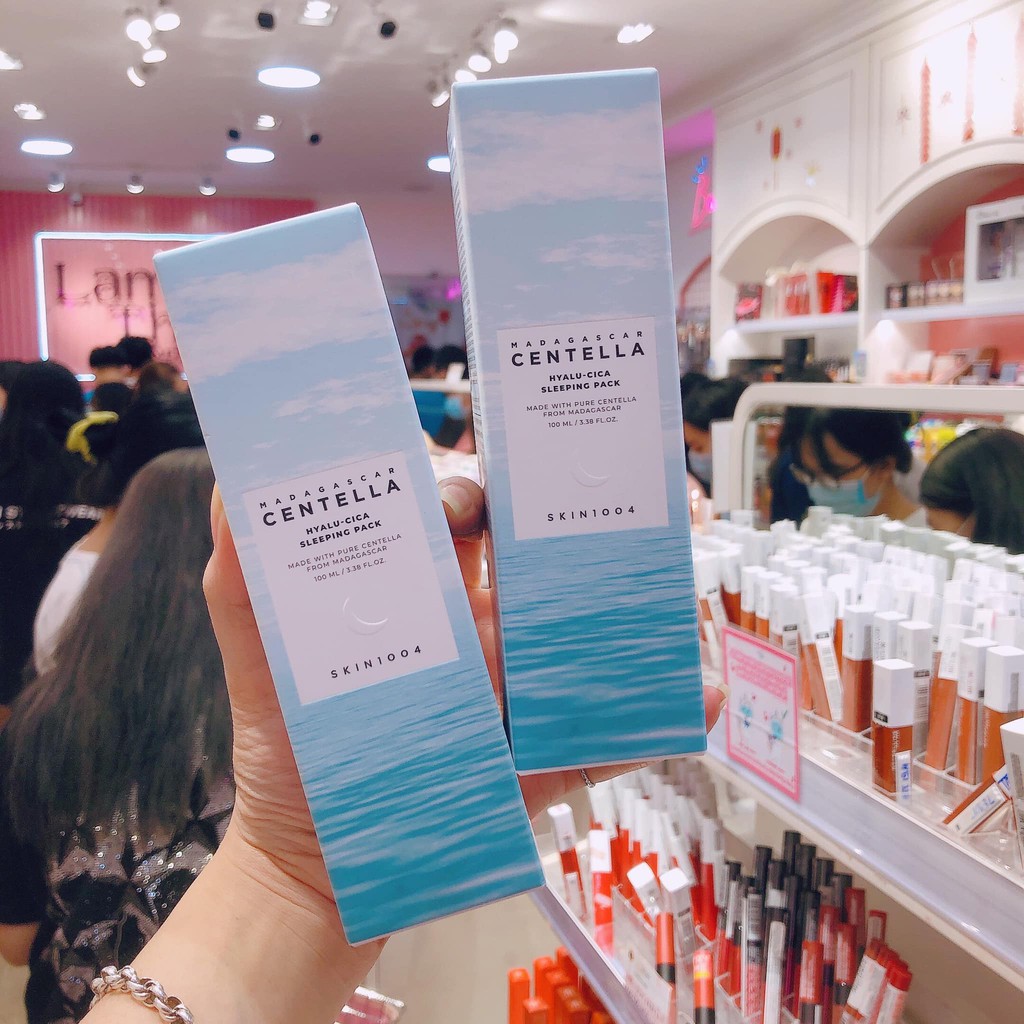 MADAGASCAR
CENTELLA
HYALU-CICA
SLEEPING PACK
MADE WITH PURE CENTELLA
FROM MADAGASCAR
100 ML / 3.38 FL.OZ.
SKIN1004
MADAGASCAR
CENTELLA
HYALU-CICA
SLEEPING PACK
MADE WITH PURE CENTELLA
FROM MADAGASCAR
100 ML / 3.38 FL.OZ.
SKIN1004
Lam